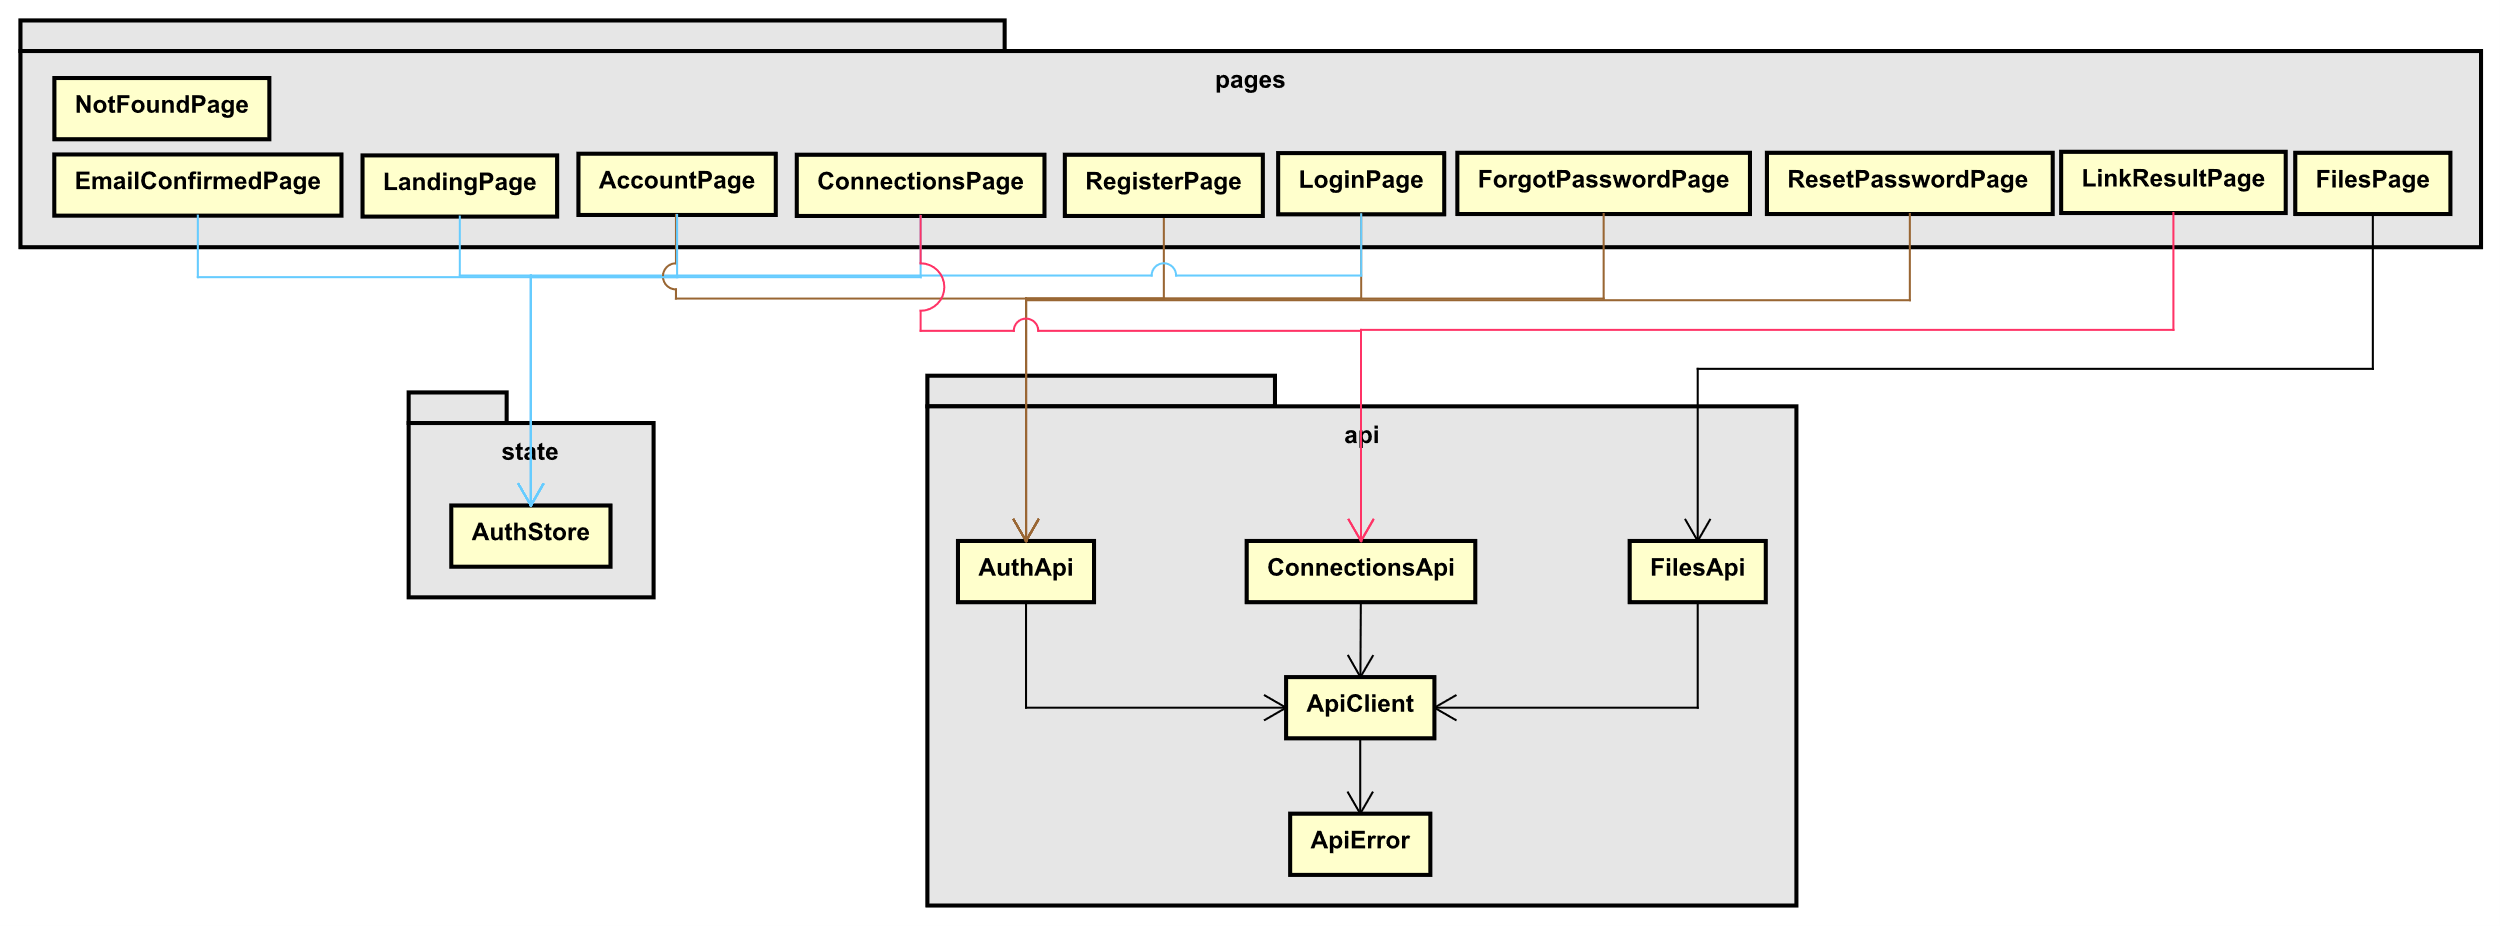 pages
NotFoundPage
EmailConfirmedPage
LandingPage
AccountPage
ConnectionsPage
RegisterPage
LoginPage
ForgotPasswordPage
ResetPasswordPage
LinkResultPage
FilesPage
state
AuthStore
api
AuthApi
ConnectionsApi
FilesApi
ApiClient
ApiError